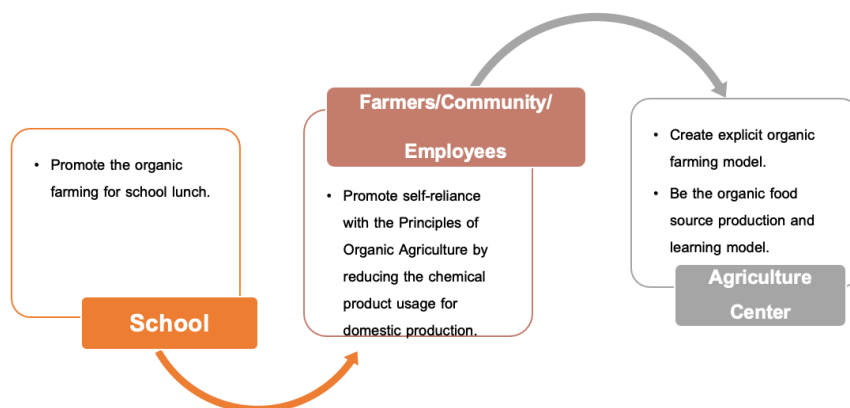 • Promote the organic
farming for school lunch.
School
Farmers/Community/
Employees
• Promote self-reliance
with the Principles of
Organic Agriculture by
reducing the chemical
product usage for
domestic production.
• Create explicit organic
farming model.
• Be the organic food
source production and
learning model.
Agriculture
Center